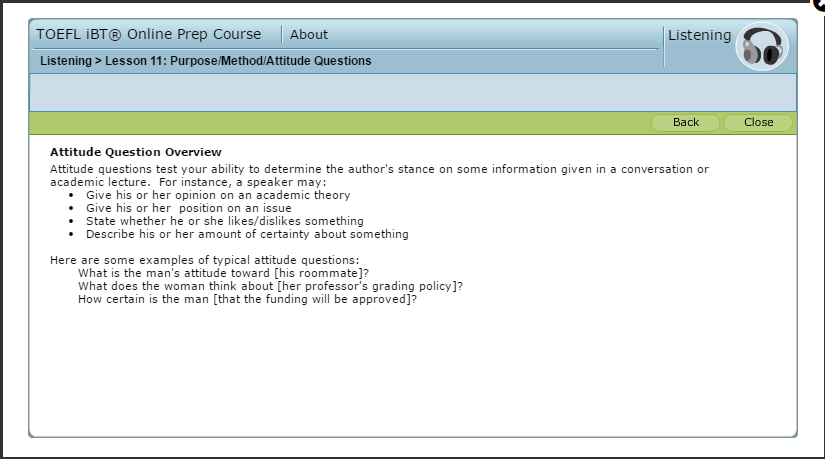 TOEFL iBT® Online Prep Course
About
Listening
Listening > Lesson 11: Purpose/Method/Attitude Questions
Back
Close
Attitude Question Overview
Attitude questions test your ability to determine the author's stance on some information given in a conversation or
academic lecture.  For instance, a speaker may:
• Give his or her opinion on an academic theory
• Give his or her  position on an issue
• State whether he or she likes/dislikes something
• Describe his or her amount of certainty about something
Here are some examples of typical attitude questions:
What is the man's attitude toward [his roommate]?
What does the woman think about [her professor's grading policy]?
How certain is the man [that the funding will be approved]?